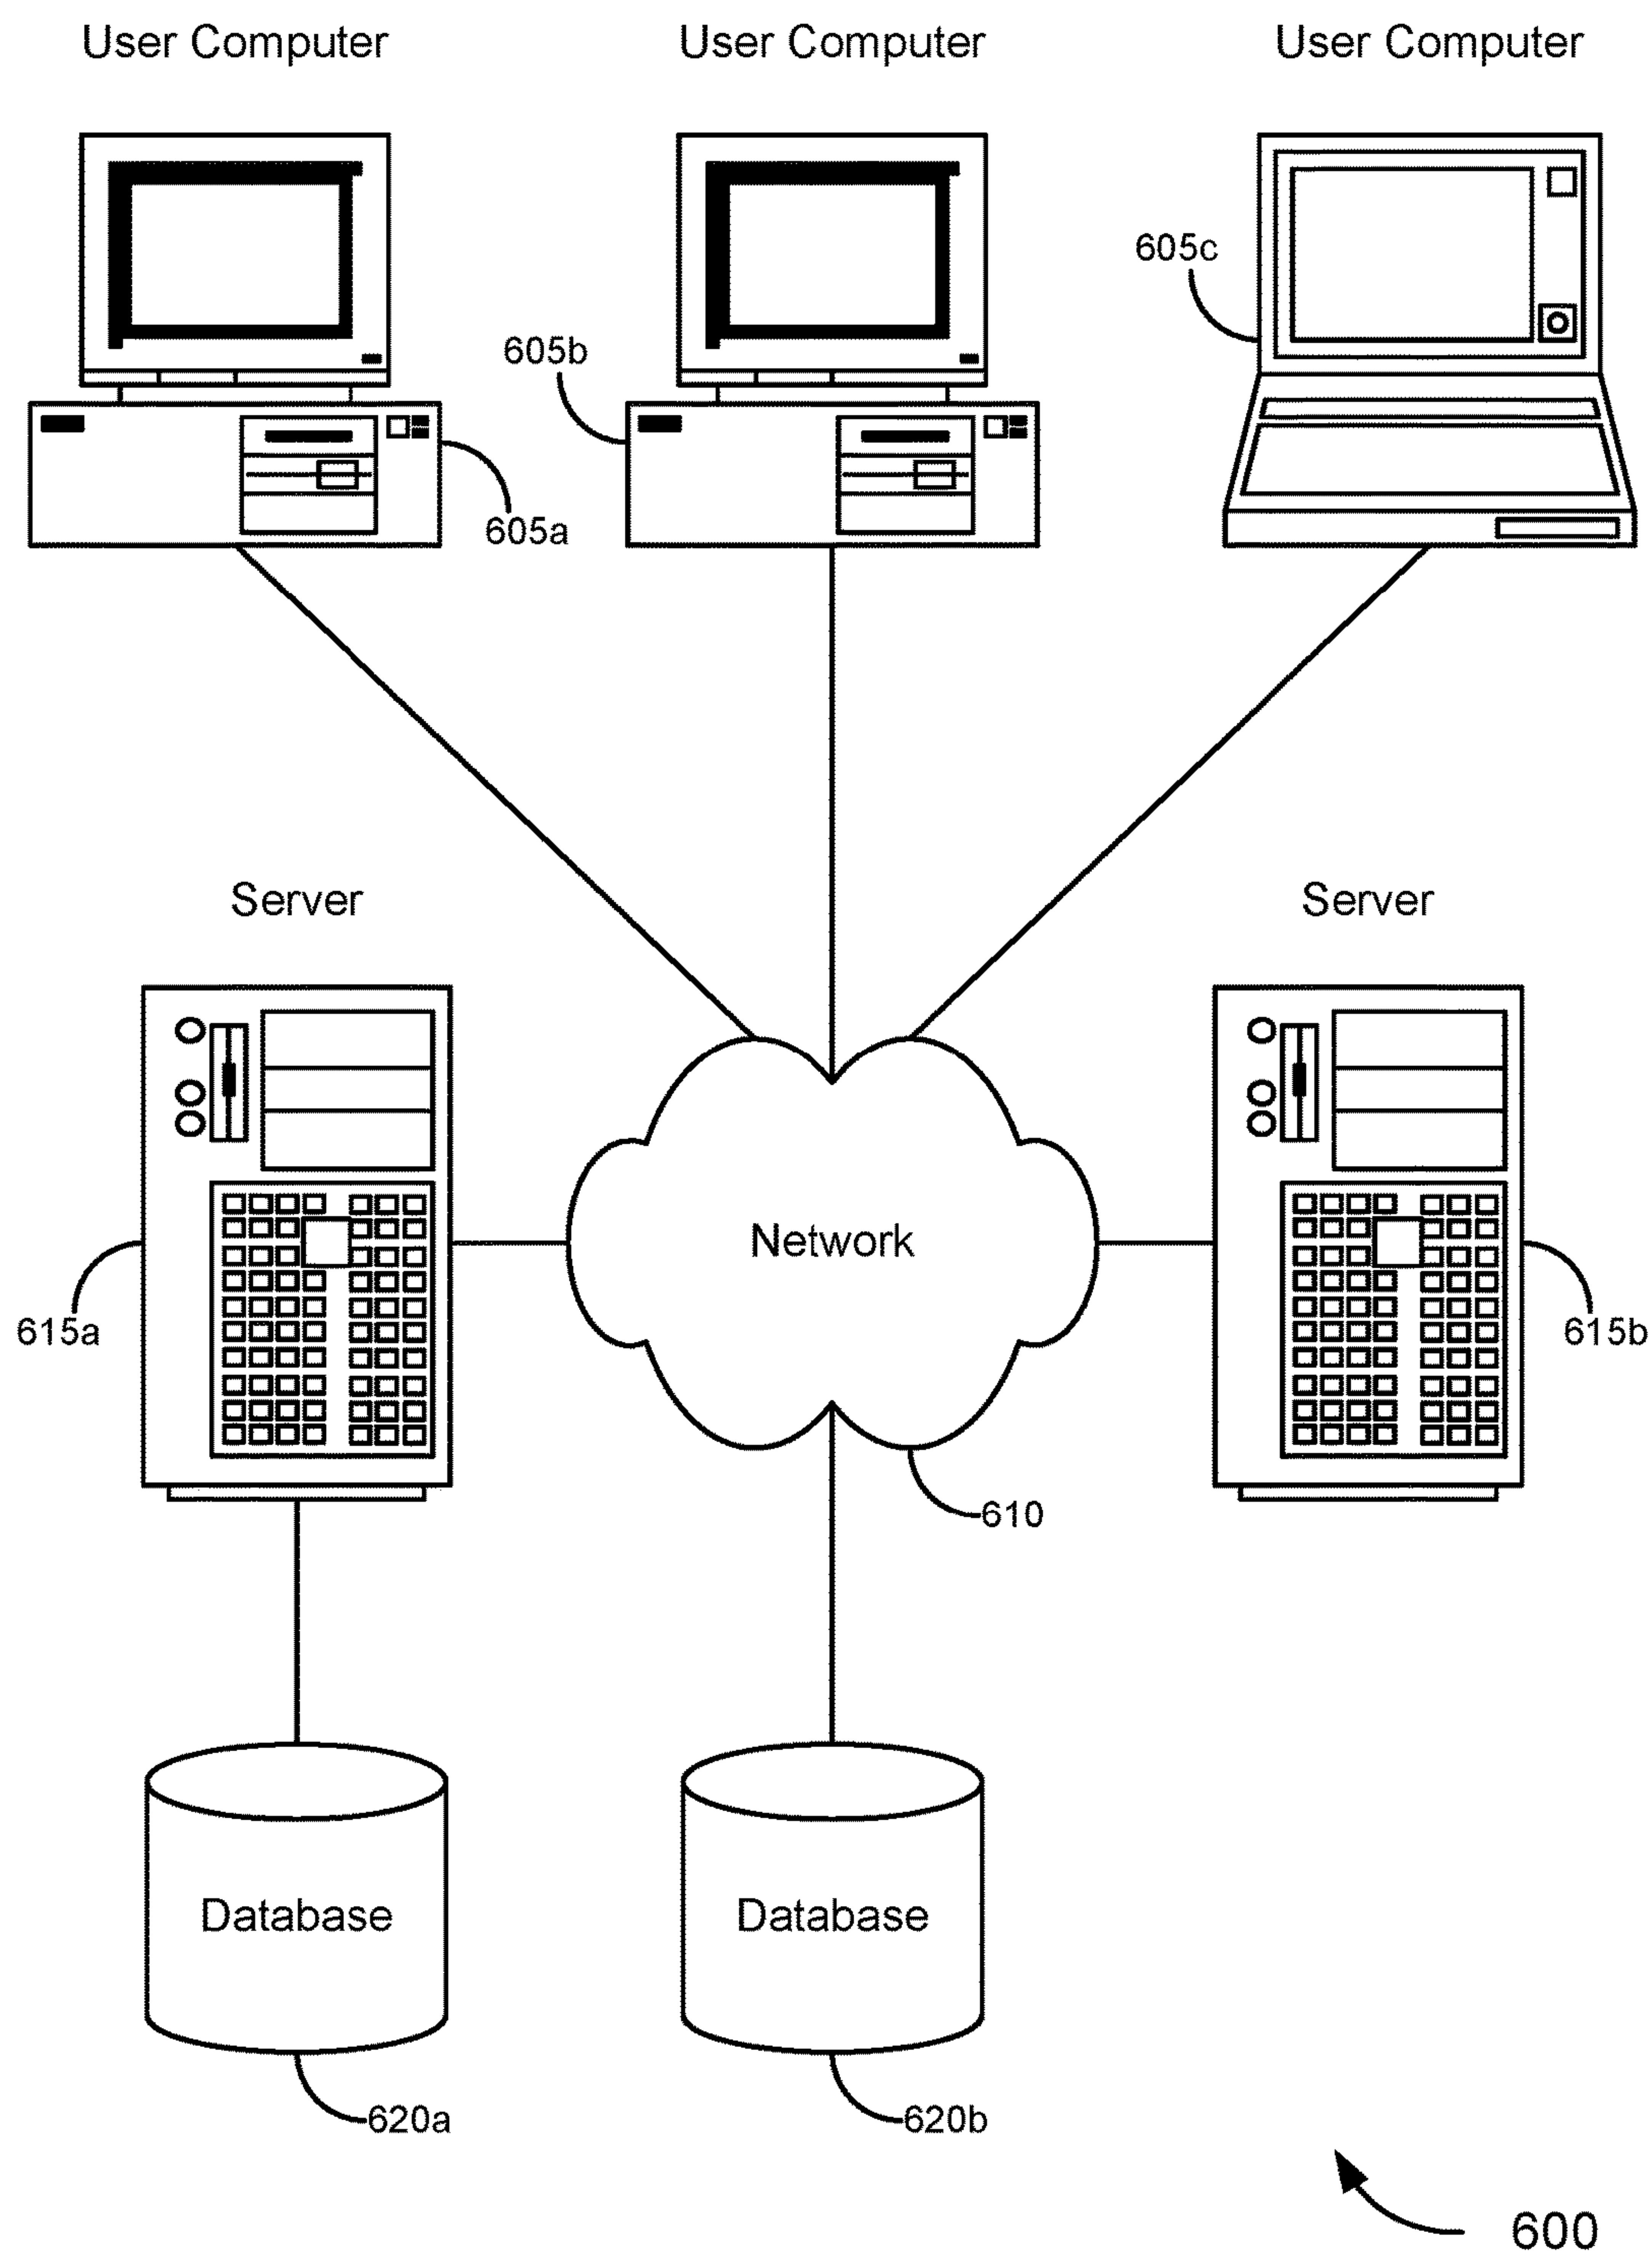 User Computer
User Computer
User Computer
605c
605b
605a
Server
Server
Network
615a
615b
610
Database
Database
620a
620b
600